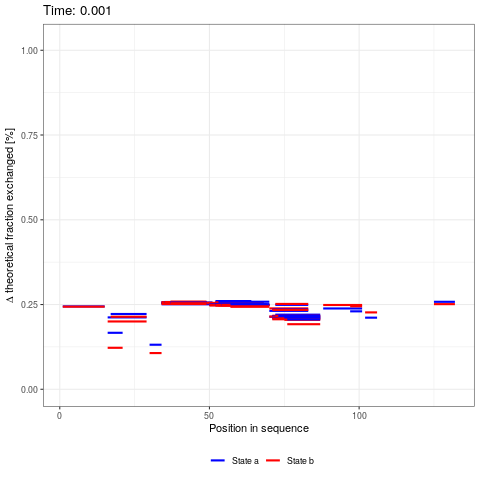 Time: 0.001
1.00
0.75
0.50
0.25
0.00
Δ theoretical fraction exchanged [%]
0 50 100
Position in sequence
State a State b